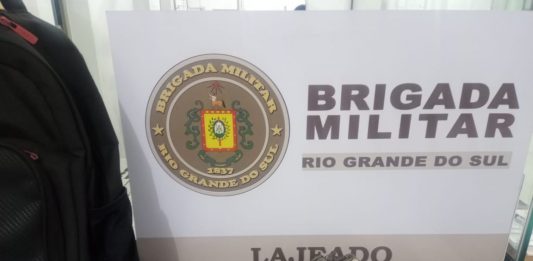 BRIGADA MILITAR
RIO GRANDE DO SUL
1837
BRIGADA
MILITAR
RIO GRANDE DO SUL
LAJEADO